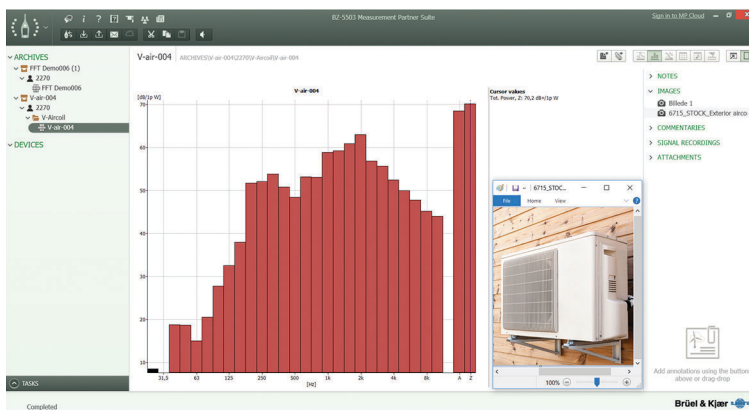 BZ-5503 Measurement Partner Suite
Sign in to MP Cloud
V-air-004
ARCHIVES\V-air-004\2270\V-Aircoil\V-air-004
ARCHIVES
FFT Demo006 (1)
2270
FFT Demo006
V-air-004
2270
V-Aircoil
V-air-004
DEVICES
V-air-004
[dB/1p W]
70
60
50
40
30
20
10
31,5 63 125 250 500 1k 2k 4k 8k A Z
[Hz]
Cursor values
Tot. Power, Z: 70,2 dB+/1p W
6715_STOC...
File Home View
100%
NOTES
IMAGES
Billede 1
6715_STOCK_Exterior airco
COMMENTARIES
SIGNAL RECORDINGS
ATTACHMENTS
Add annotations using the button
above or drag-drop
TASKS
Completed
Brüel & Kjær